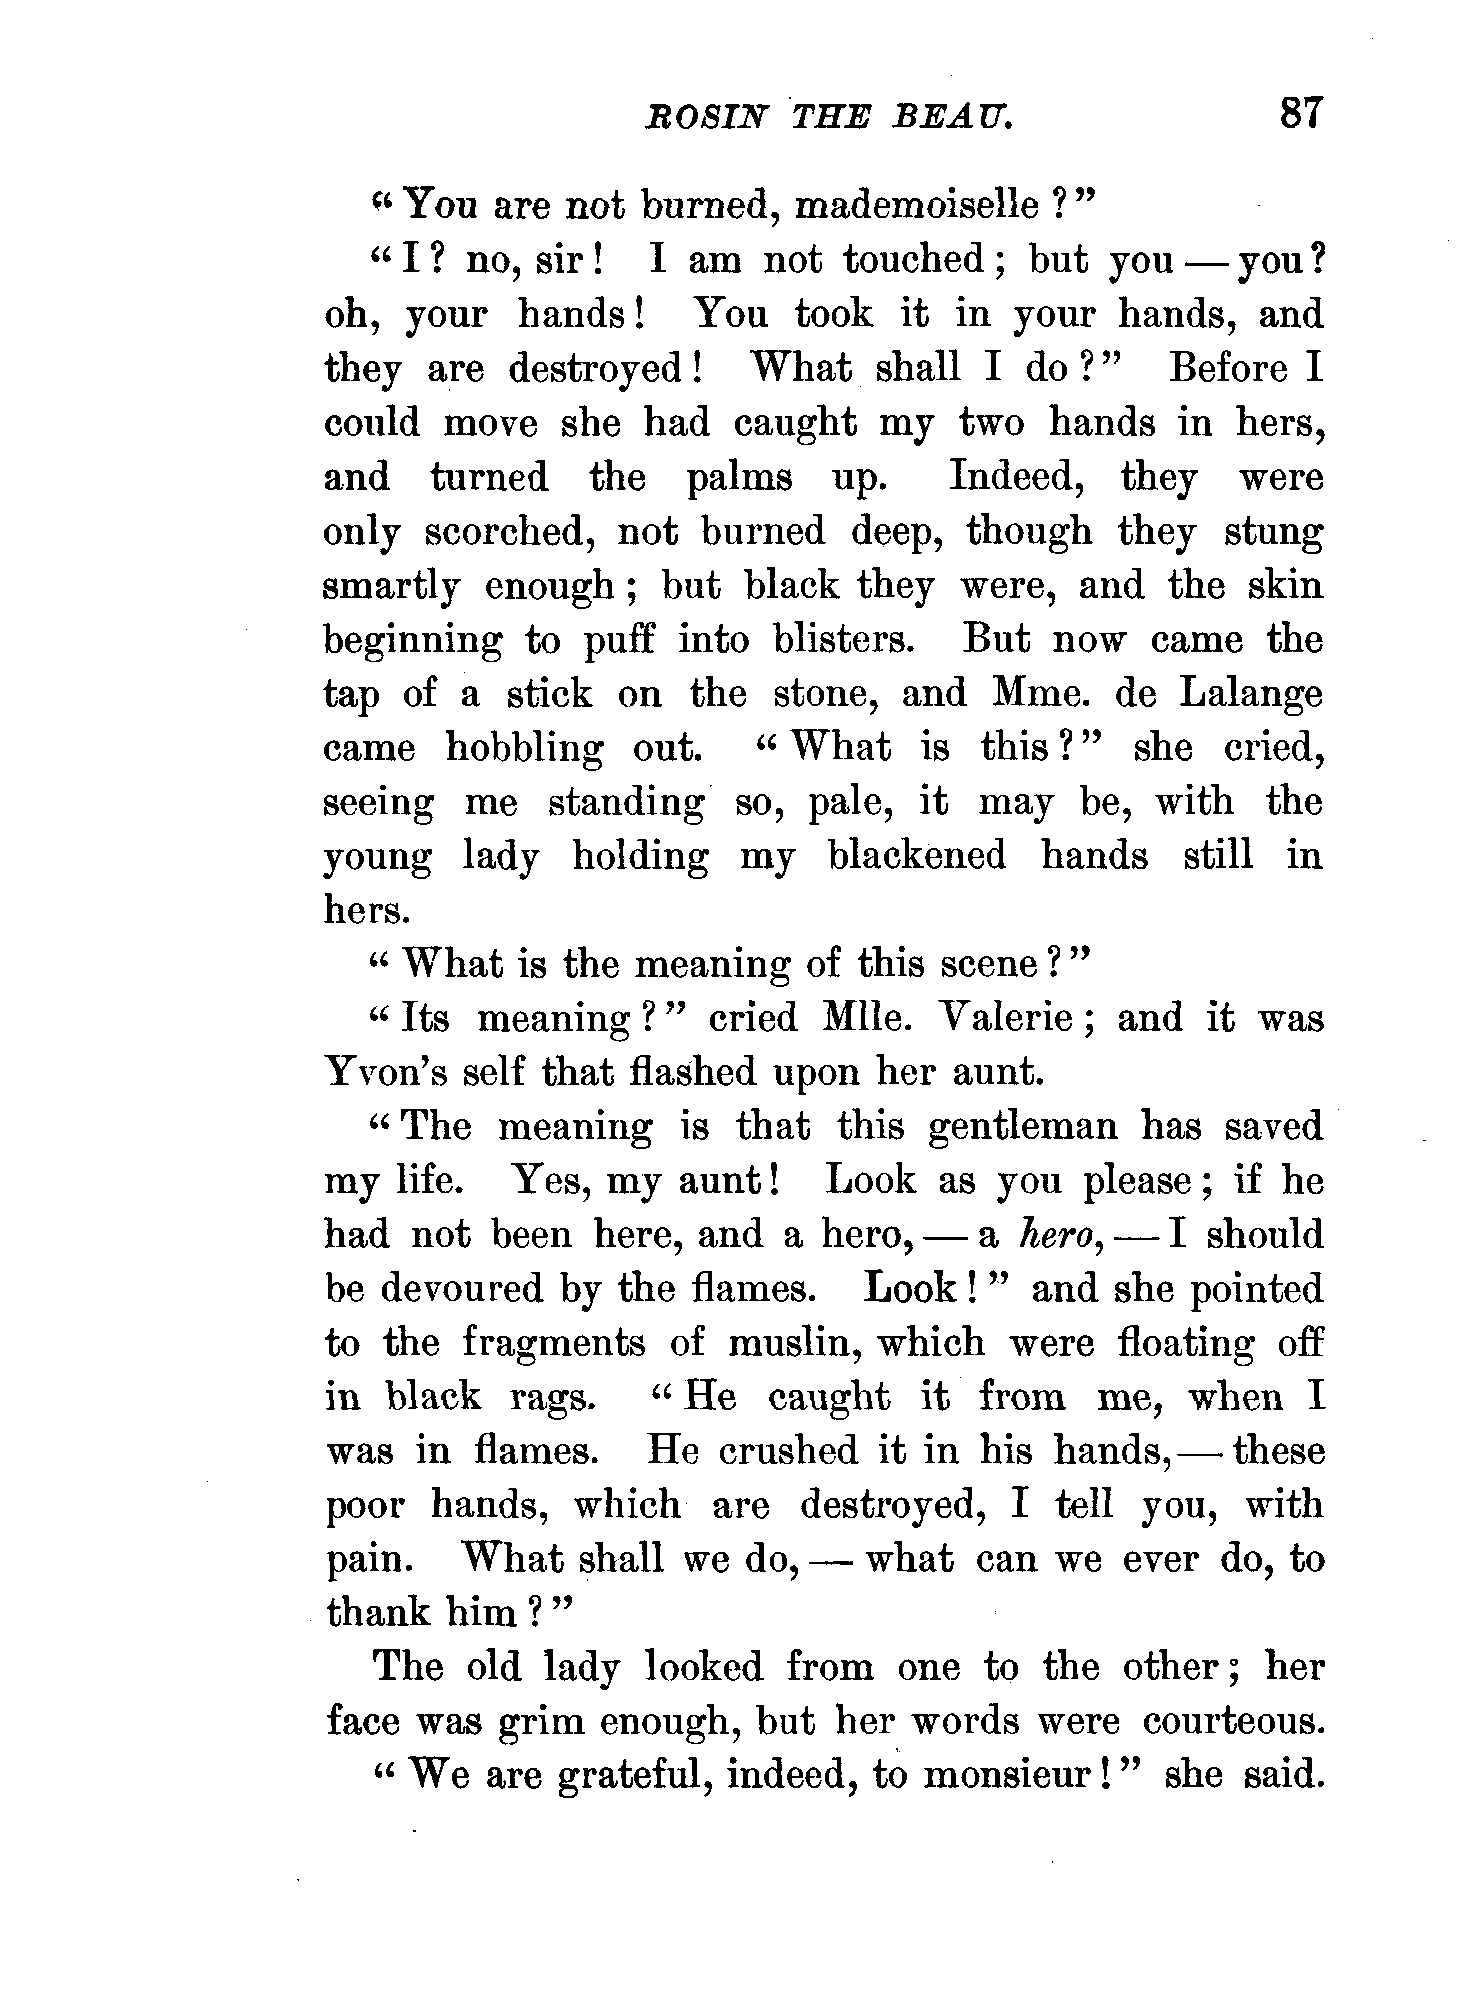 ROSIN THE BEAU. 87
“You are not burned, mademoiselle?”
“I? no, sir! I am not touched; but you — you?
oh, your hands! You took it in your hands, and
they are destroyed! What shall I do?” Before I
could move she had caught my two hands in hers,
and turned the palms up. Indeed, they were
only scorched, not burned deep, though they stung
smartly enough; but black they were, and the skin
beginning to puff into blisters. But now came the
tap of a stick on the stone, and Mme. de Lalange
came hobbling out. “What is this?” she cried,
seeing me standing so, pale, it may be, with the
young lady holding my blackened hands still in
hers.
“What is the meaning of this scene?”
“Its meaning?” cried Mlle. Valerie; and it was
Yvon’s self that flashed upon her aunt.
“The meaning is that this gentleman has saved
my life. Yes, my aunt! Look as you please; if he
had not been here, and a hero, — a hero, — I should
be devoured by the flames. Look!” and she pointed
to the fragments of muslin, which were floating off
in black rags. “He caught it from me, when I
was in flames. He crushed it in his hands, — these
poor hands, which are destroyed, I tell you, with
pain. What shall we do, — what can we ever do, to
thank him?”
The old lady looked from one to the other; her
face was grim enough, but her words were courteous.
“We are grateful, indeed, to monsieur!” she said.